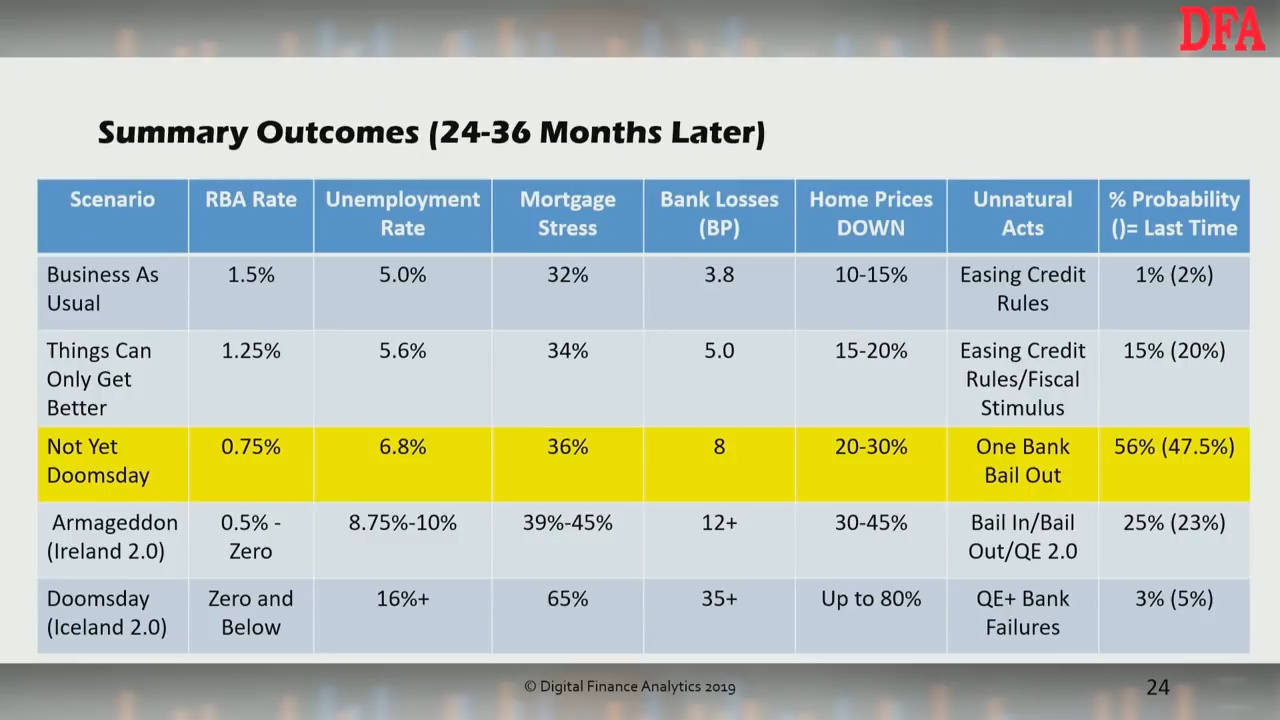 DFA
Summary Outcomes (24-36 Months Later)
Scenario
RBA Rate
Unemployment
Rate
Mortgage
Stress
Bank Losses
(BP)
Home Prices
DOWN
Unnatural
Acts
% Probability
()= Last Time
Business As
Usual
1.5%
5.0%
32%
3.8
10-15%
Easing Credit
Rules
1% (2%)
Things Can
Only Get
Better
1.25%
5.6%
34%
5.0
15-20%
Easing Credit
Rules/Fiscal
Stimulus
15% (20%)
Not Yet
Doomsday
0.75%
6.8%
36%
8
20-30%
One Bank
Bail Out
56% (47.5%)
Armageddon
(Ireland 2.0)
0.5% -
Zero
8.75%-10%
39%-45%
12+
30-45%
Bail In/Bail
Out/QE 2.0
25% (23%)
Doomsday
(Iceland 2.0)
Zero and
Below
16%+
65%
35+
Up to 80%
QE+ Bank
Failures
3% (5%)
© Digital Finance Analytics 2019
24